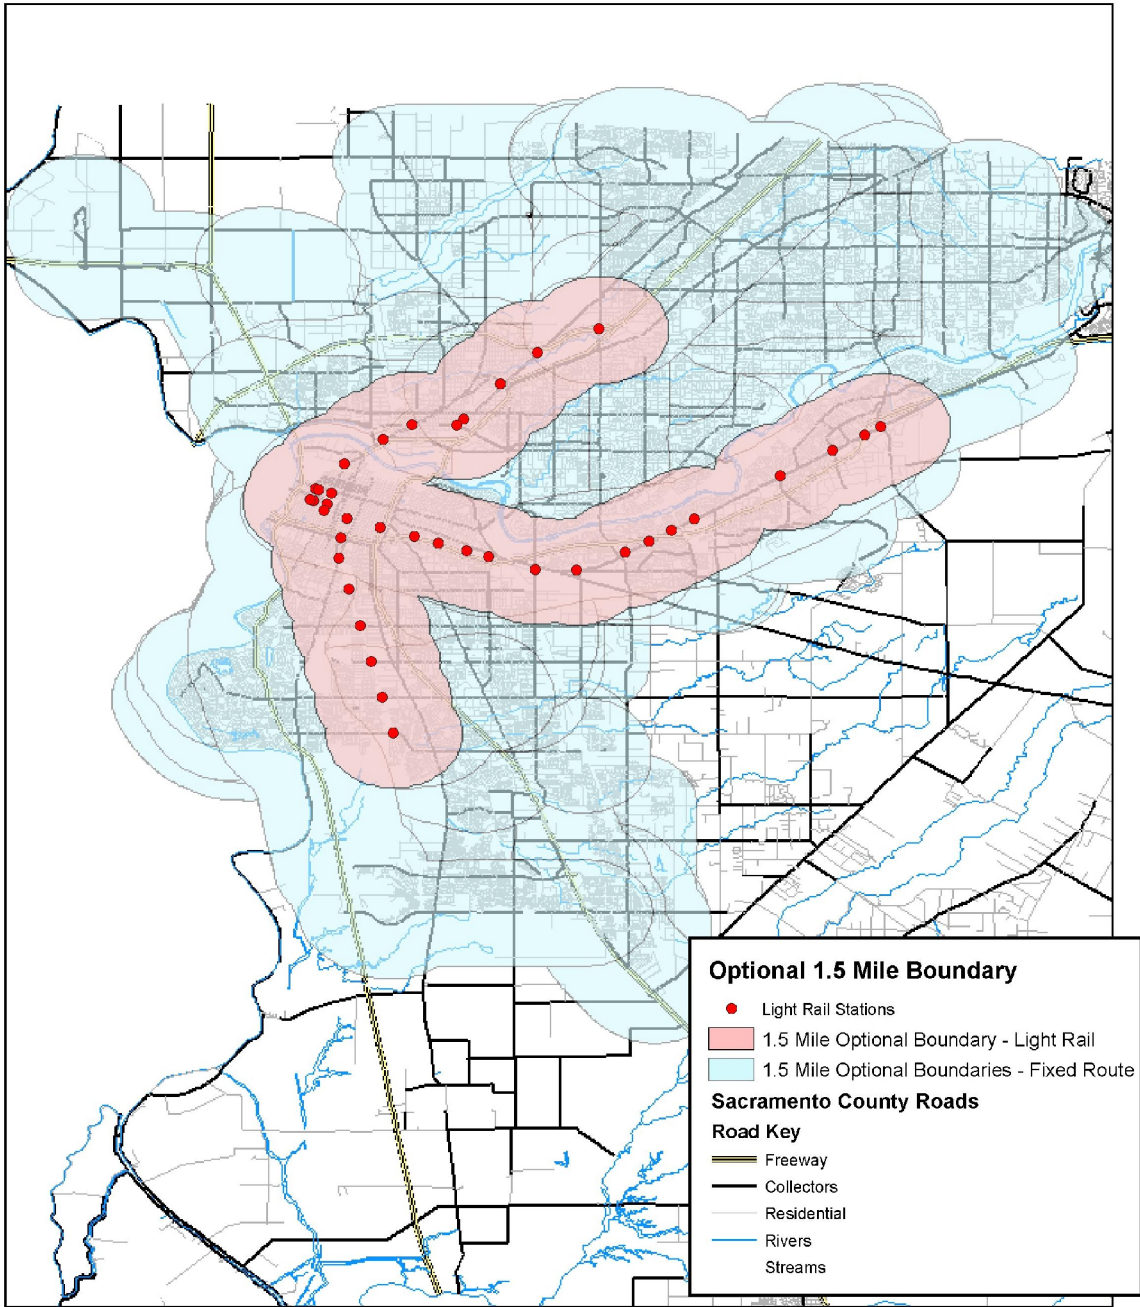 Optional 1.5 Mile Boundary
Light Rail Stations
1.5 Mile Optional Boundary - Light Rail
1.5 Mile Optional Boundaries - Fixed Route
Sacramento County Roads
Road Key
Freeway
Collectors
Residential
Rivers
Streams